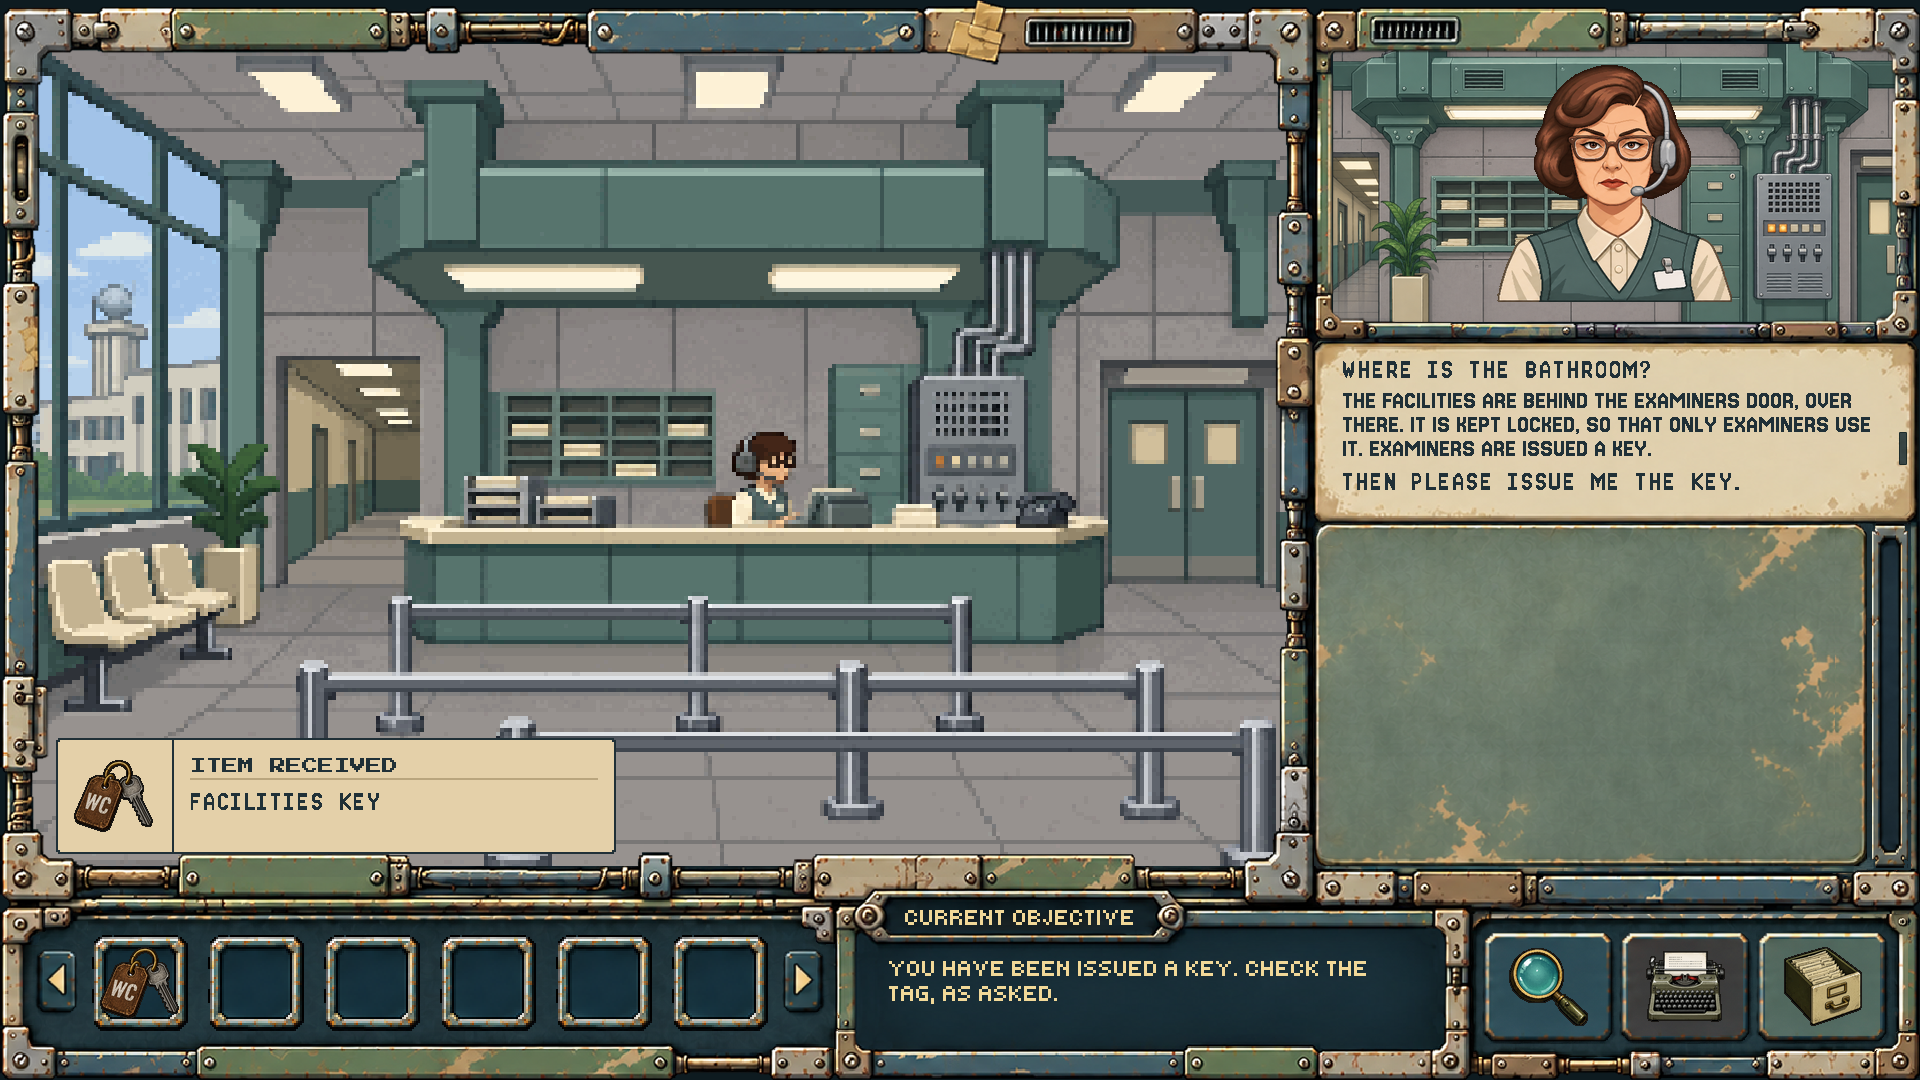 WHERE IS THE BATHROOM?
THE FACILITIES ARE BEHIND THE EXAMINERS DOOR, OVER
THERE. IT IS KEPT LOCKED, SO THAT ONLY EXAMINERS USE
IT. EXAMINERS ARE ISSUED A KEY.
THEN PLEASE ISSUE ME THE KEY.
WC
ITEM RECEIVED
FACILITIES KEY
WC
CURRENT OBJECTIVE
YOU HAVE BEEN ISSUED A KEY. CHECK THE
TAG, AS ASKED.